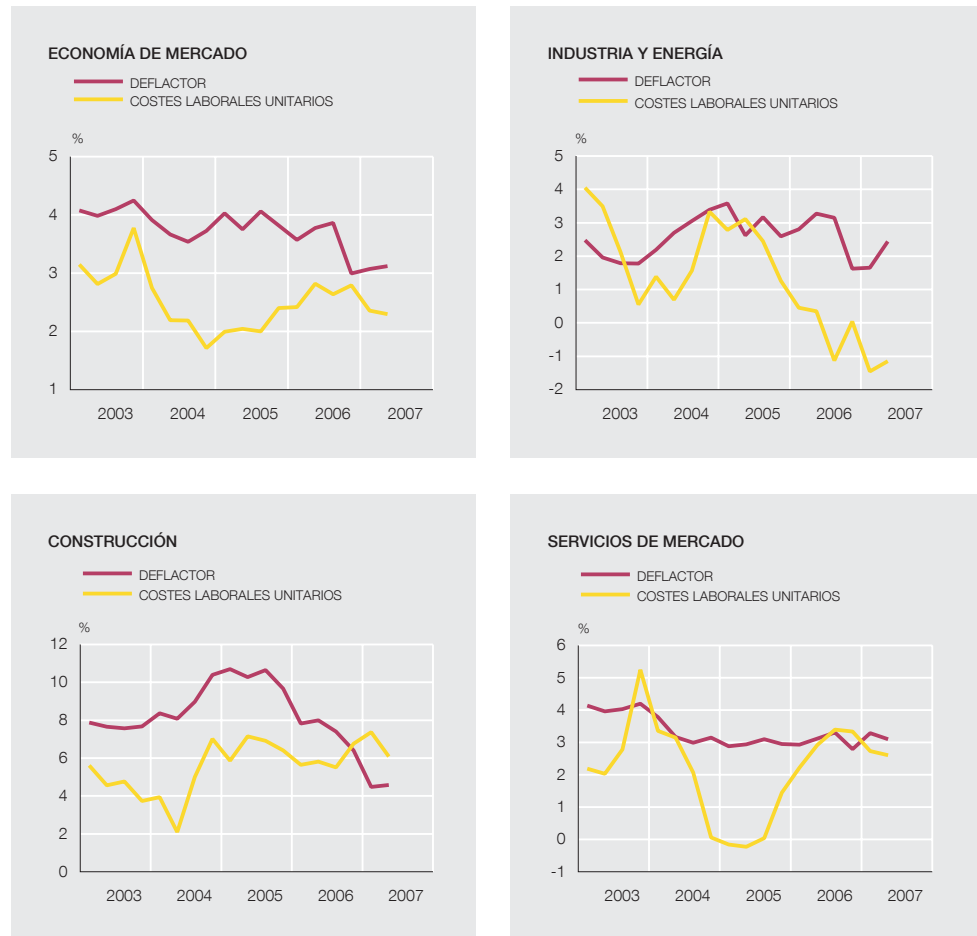 ECONOMÍA DE MERCADO
DEFLACTOR
COSTES LABORALES UNITARIOS
%
5
4
3
2
1
2003 2004 2005 2006 2007
INDUSTRIA Y ENERGÍA
DEFLACTOR
COSTES LABORALES UNITARIOS
%
5
4
3
2
1
0
-1
-2
2003 2004 2005 2006 2007
CONSTRUCCIÓN
DEFLACTOR
COSTES LABORALES UNITARIOS
%
12
10
8
6
4
2
0
2003 2004 2005 2006 2007
SERVICIOS DE MERCADO
DEFLACTOR
COSTES LABORALES UNITARIOS
%
6
5
4
3
2
1
0
-1
2003 2004 2005 2006 2007